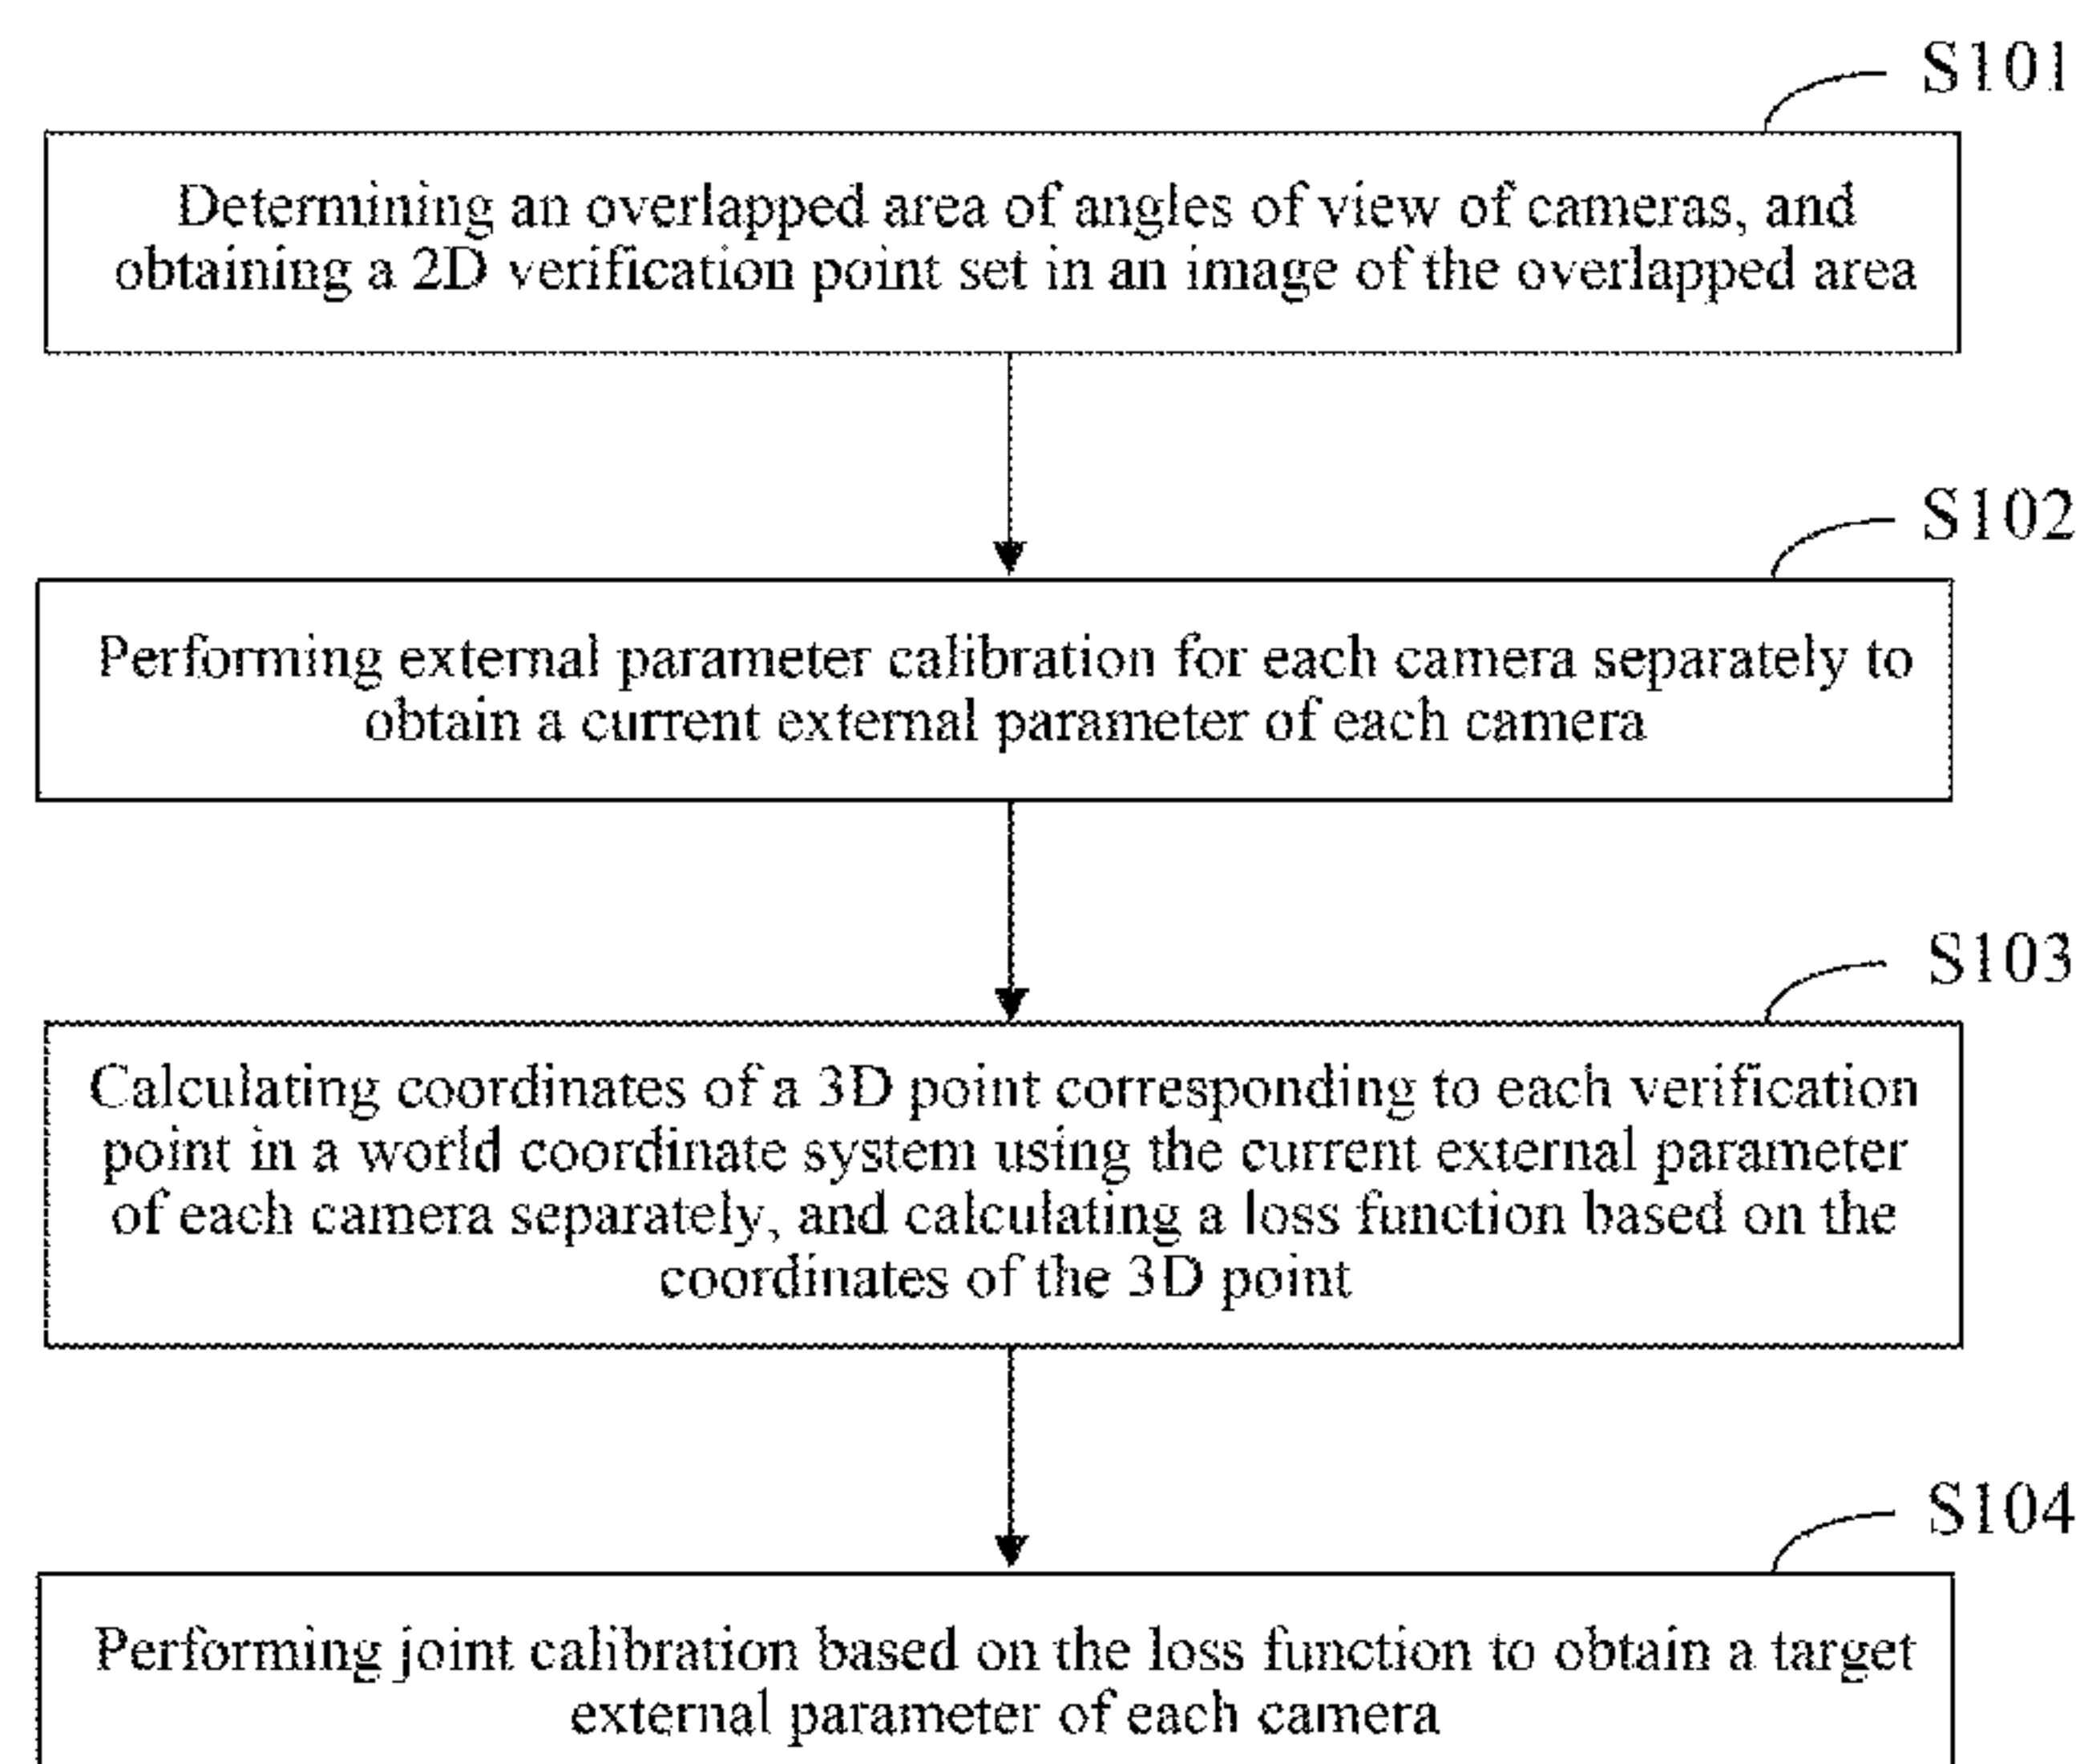 S101
Determining an overlapped area of angles of view of cameras, and
obtaining a 2D verification point set in an image of the overlapped area
S102
Performing external parameter calibration for each camera separately to
obtain a current external parameter of each camera
S103
Calculating coordinates of a 3D point corresponding to each verification
point in a world coordinate system using the current external parameter
of each camera separately, and calculating a loss function based on the
coordinates of the 3D point
S104
Performing joint calibration based on the loss function to obtain a target
external parameter of each camera